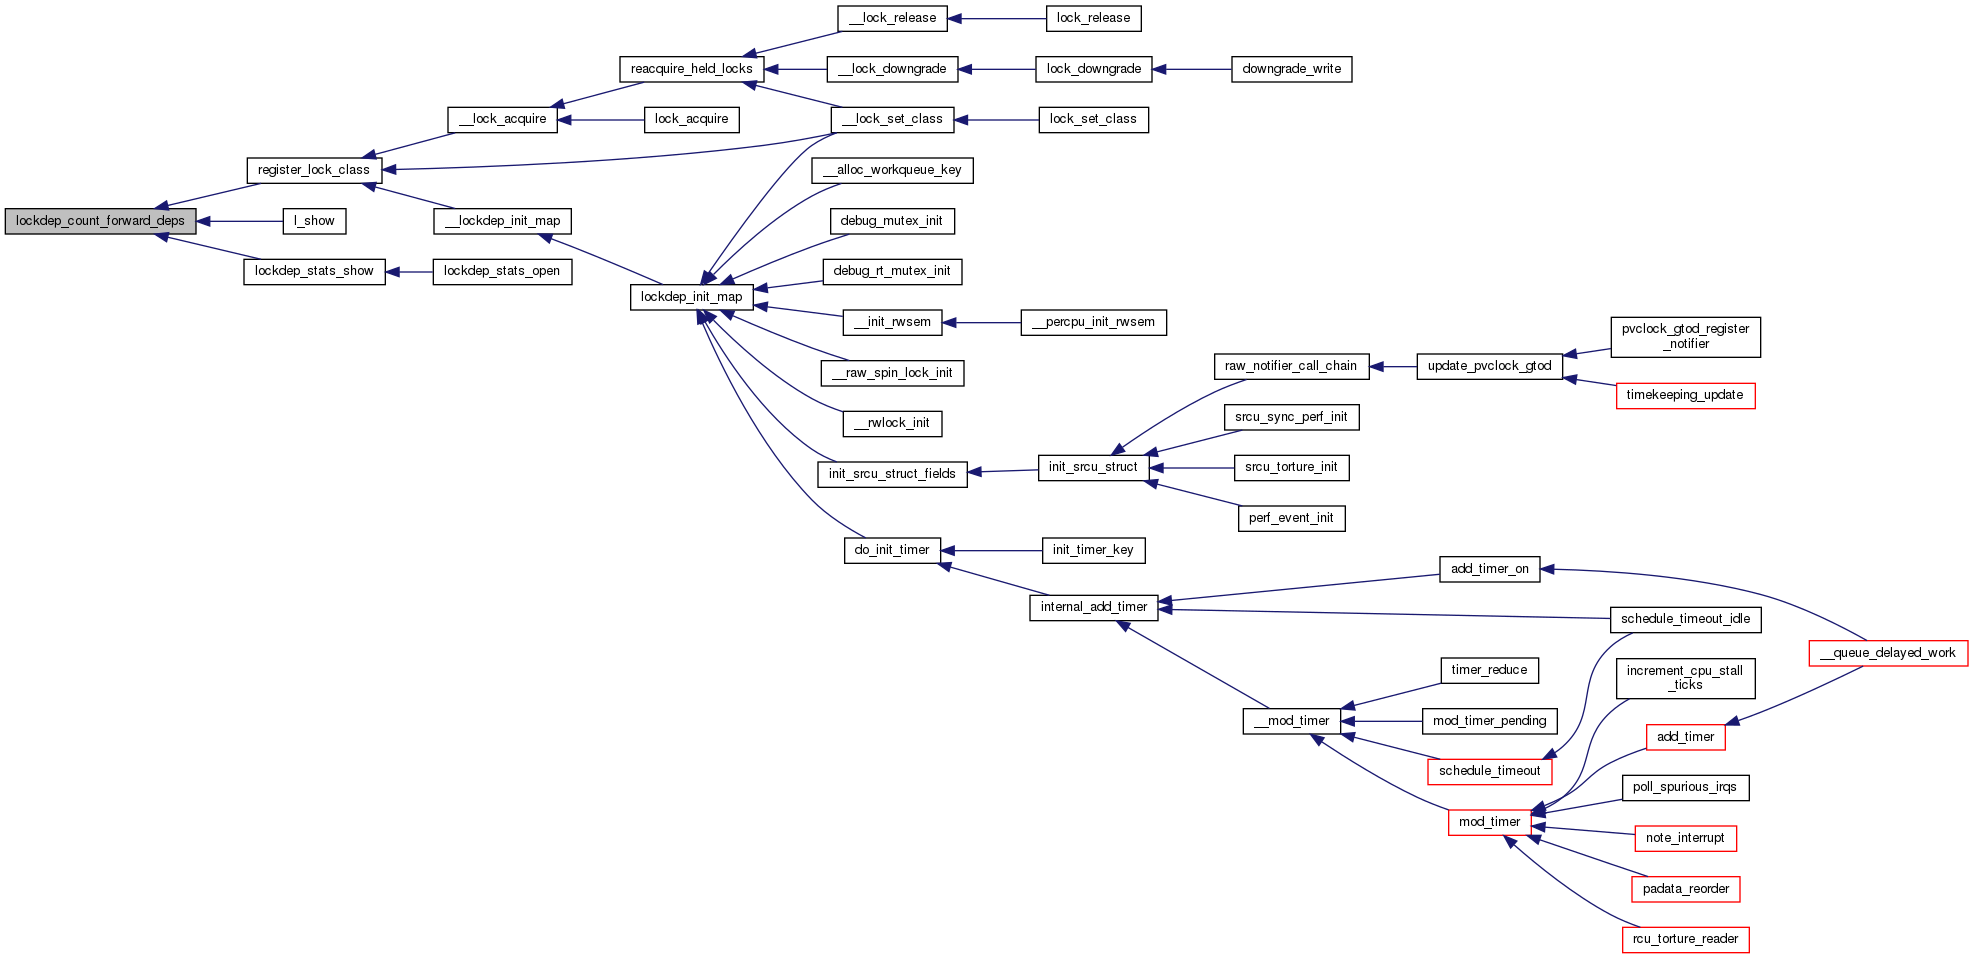 __lock_release
lock_release
reacquire_held_locks
__lock_downgrade
lock_downgrade
downgrade_write
__lock_acquire
lock_acquire
__lock_set_class
lock_set_class
register_lock_class
__alloc_workqueue_key
lockdep_count_forward_deps
l_show
__lockdep_init_map
debug_mutex_init
lockdep_stats_show
lockdep_stats_open
debug_rt_mutex_init
lockdep_init_map
__init_rwsem
__percpu_init_rwsem
pvclock_gtod_register
_notifier
__raw_spin_lock_init
raw_notifier_call_chain
update_pvclock_gtod
timekeeping_update
__rwlock_init
srcu_sync_perf_init
init_srcu_struct_fields
init_srcu_struct
srcu_torture_init
perf_event_init
do_init_timer
init_timer_key
add_timer_on
internal_add_timer
schedule_timeout_idle
__queue_delayed_work
timer_reduce
increment_cpu_stall
_ticks
__mod_timer
mod_timer_pending
add_timer
schedule_timeout
poll_spurious_irqs
mod_timer
note_interrupt
padata_reorder
rcu_torture_reader